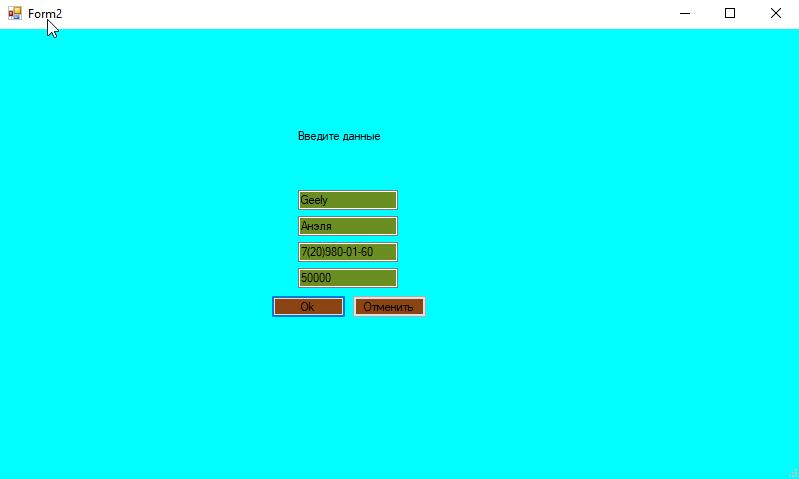 Form2
Введите данные
Geely
Анэля
7(20)980-01-60
50000
Ok Отменить